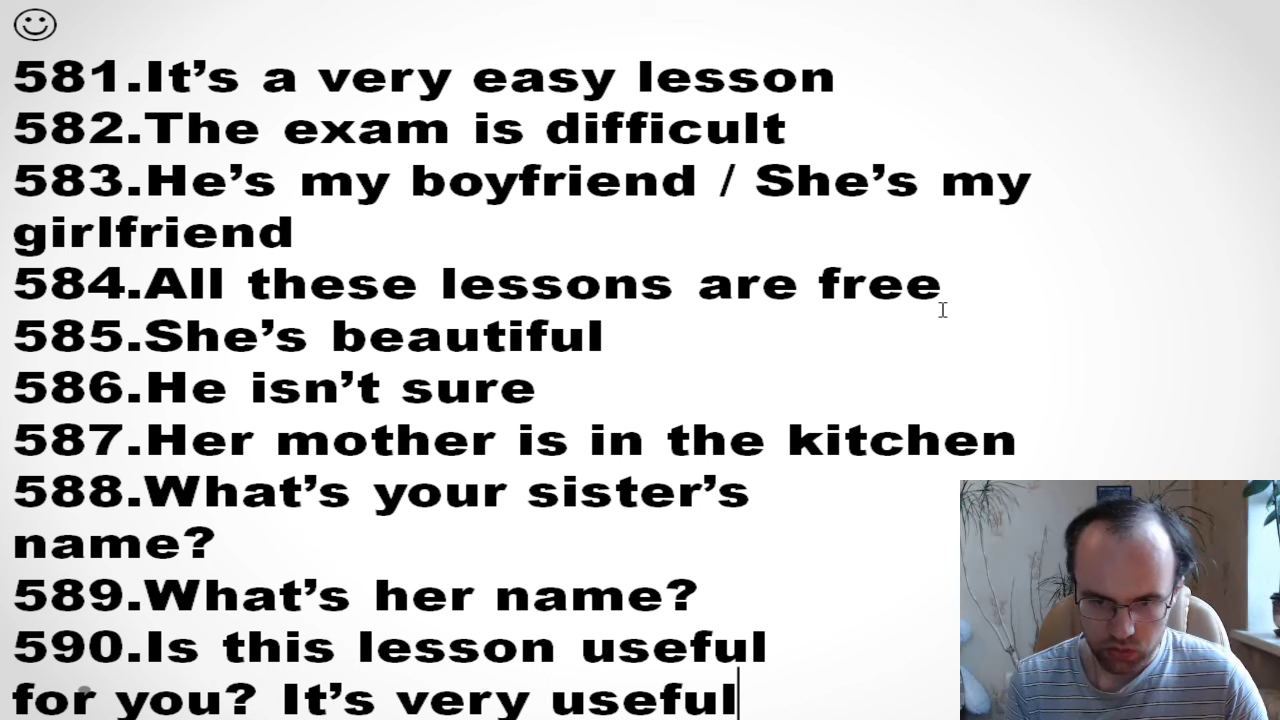 581.It’s a very easy lesson
582.The exam is difficult
583.He’s my boyfriend / She’s my
girlfriend
584.All these lessons are free
585.She’s beautiful
586.He isn’t sure
587.Her mother is in the kitchen
588.What’s your sister’s
name?
589.What’s her name?
590.Is this lesson useful
for you? It’s very useful